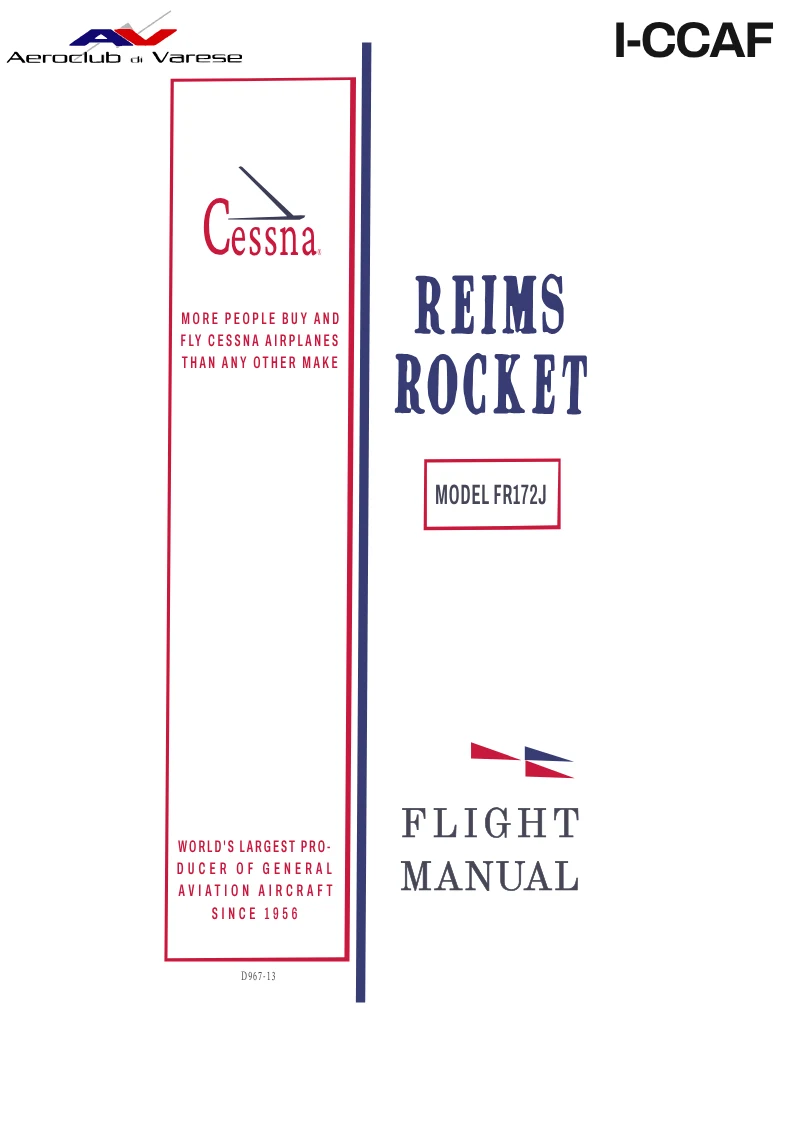 Aeroclub di Varese
I-CCAF
Cessna®
MORE PEOPLE BUY AND
FLY CESSNA AIRPLANES
THAN ANY OTHER MAKE
REIMS
ROCKET
MODEL FR172J
FLIGHT
MANUAL
WORLD'S LARGEST PRO-
DUCER OF GENERAL
AVIATION AIRCRAFT
SINCE 1956
D967-13